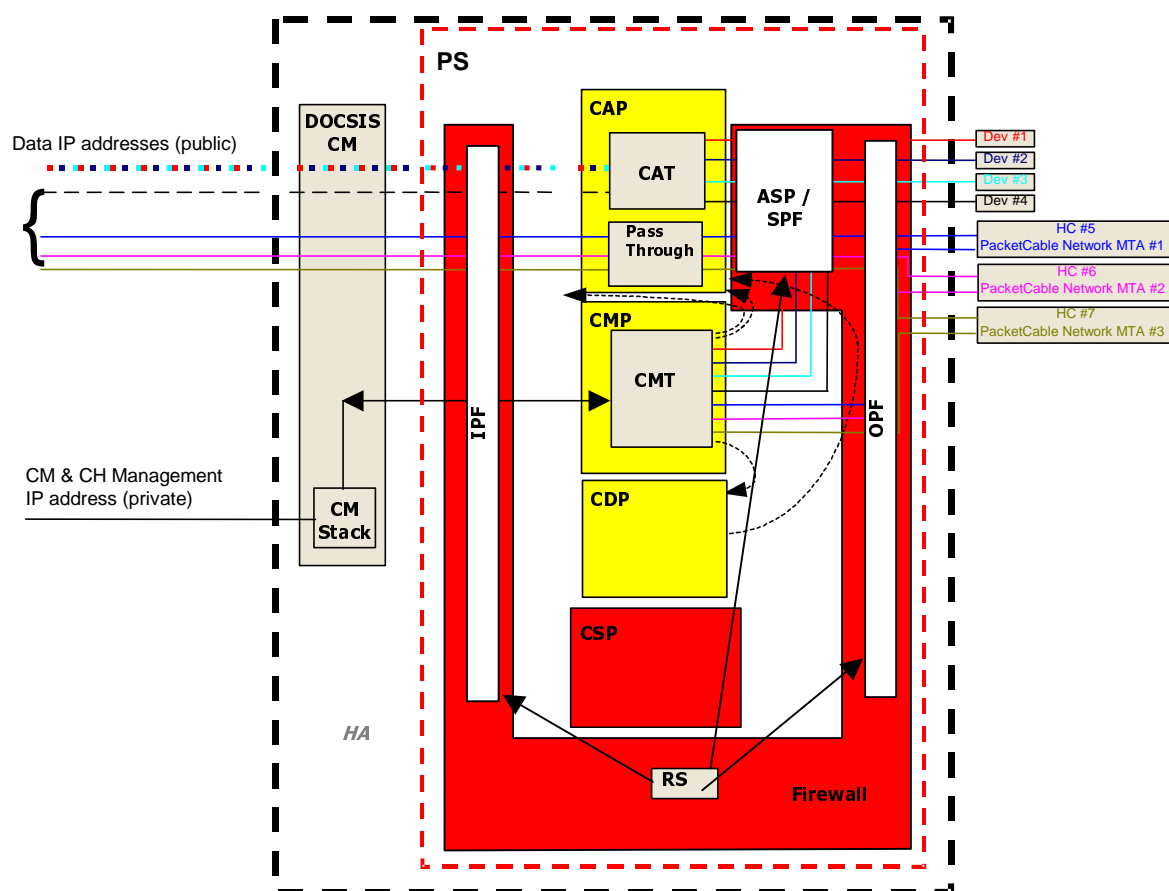 PS
CAP
DOCSIS
CM
Data IP addresses (public)
Dev #1
Dev #2
CAT
Dev #3
ASP /
SPF
Dev #4
{
Pass
Through
HC #5
PacketCable Network MTA #1
HC #6
PacketCable Network MTA #2
HC #7
PacketCable Network MTA #3
CMP
CMT
IPF
OPF
CM & CH Management
IP address (private)
CM
Stack
CDP
CSP
HA
RS
Firewall